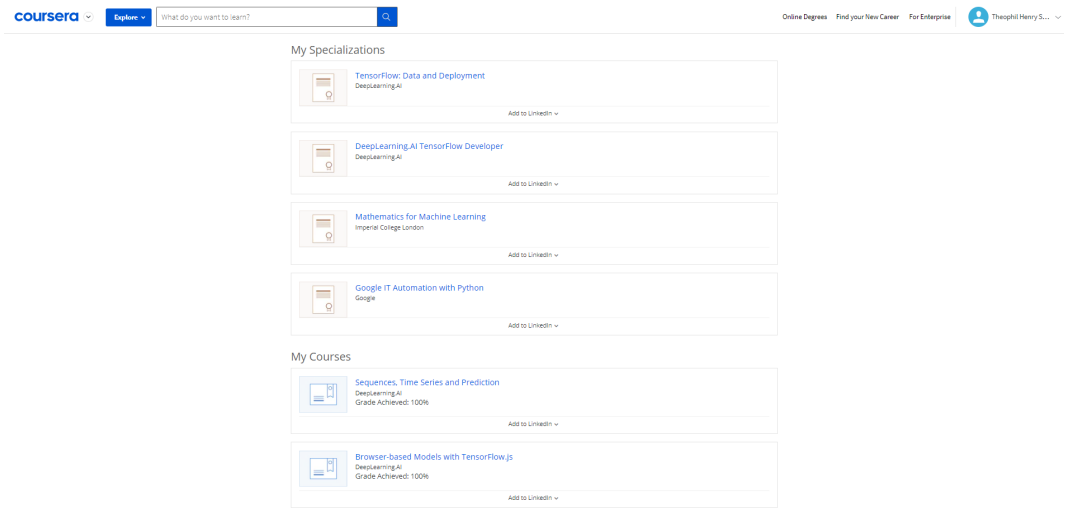 coursera
Explore
What do you want to learn?
Online Degrees
Find your New Career
For Enterprise
Theophil Henry S...
My Specializations
TensorFlow: Data and Deployment
DeepLearning.AI
Add to LinkedIn
DeepLearning.AI TensorFlow Developer
DeepLearning.AI
Add to LinkedIn
Mathematics for Machine Learning
Imperial College London
Add to LinkedIn
Google IT Automation with Python
Google
Add to LinkedIn
My Courses
Sequences, Time Series and Prediction
DeepLearning.AI
Grade Achieved: 100%
Add to LinkedIn
Browser-based Models with TensorFlow.js
DeepLearning.AI
Grade Achieved: 100%
Add to LinkedIn